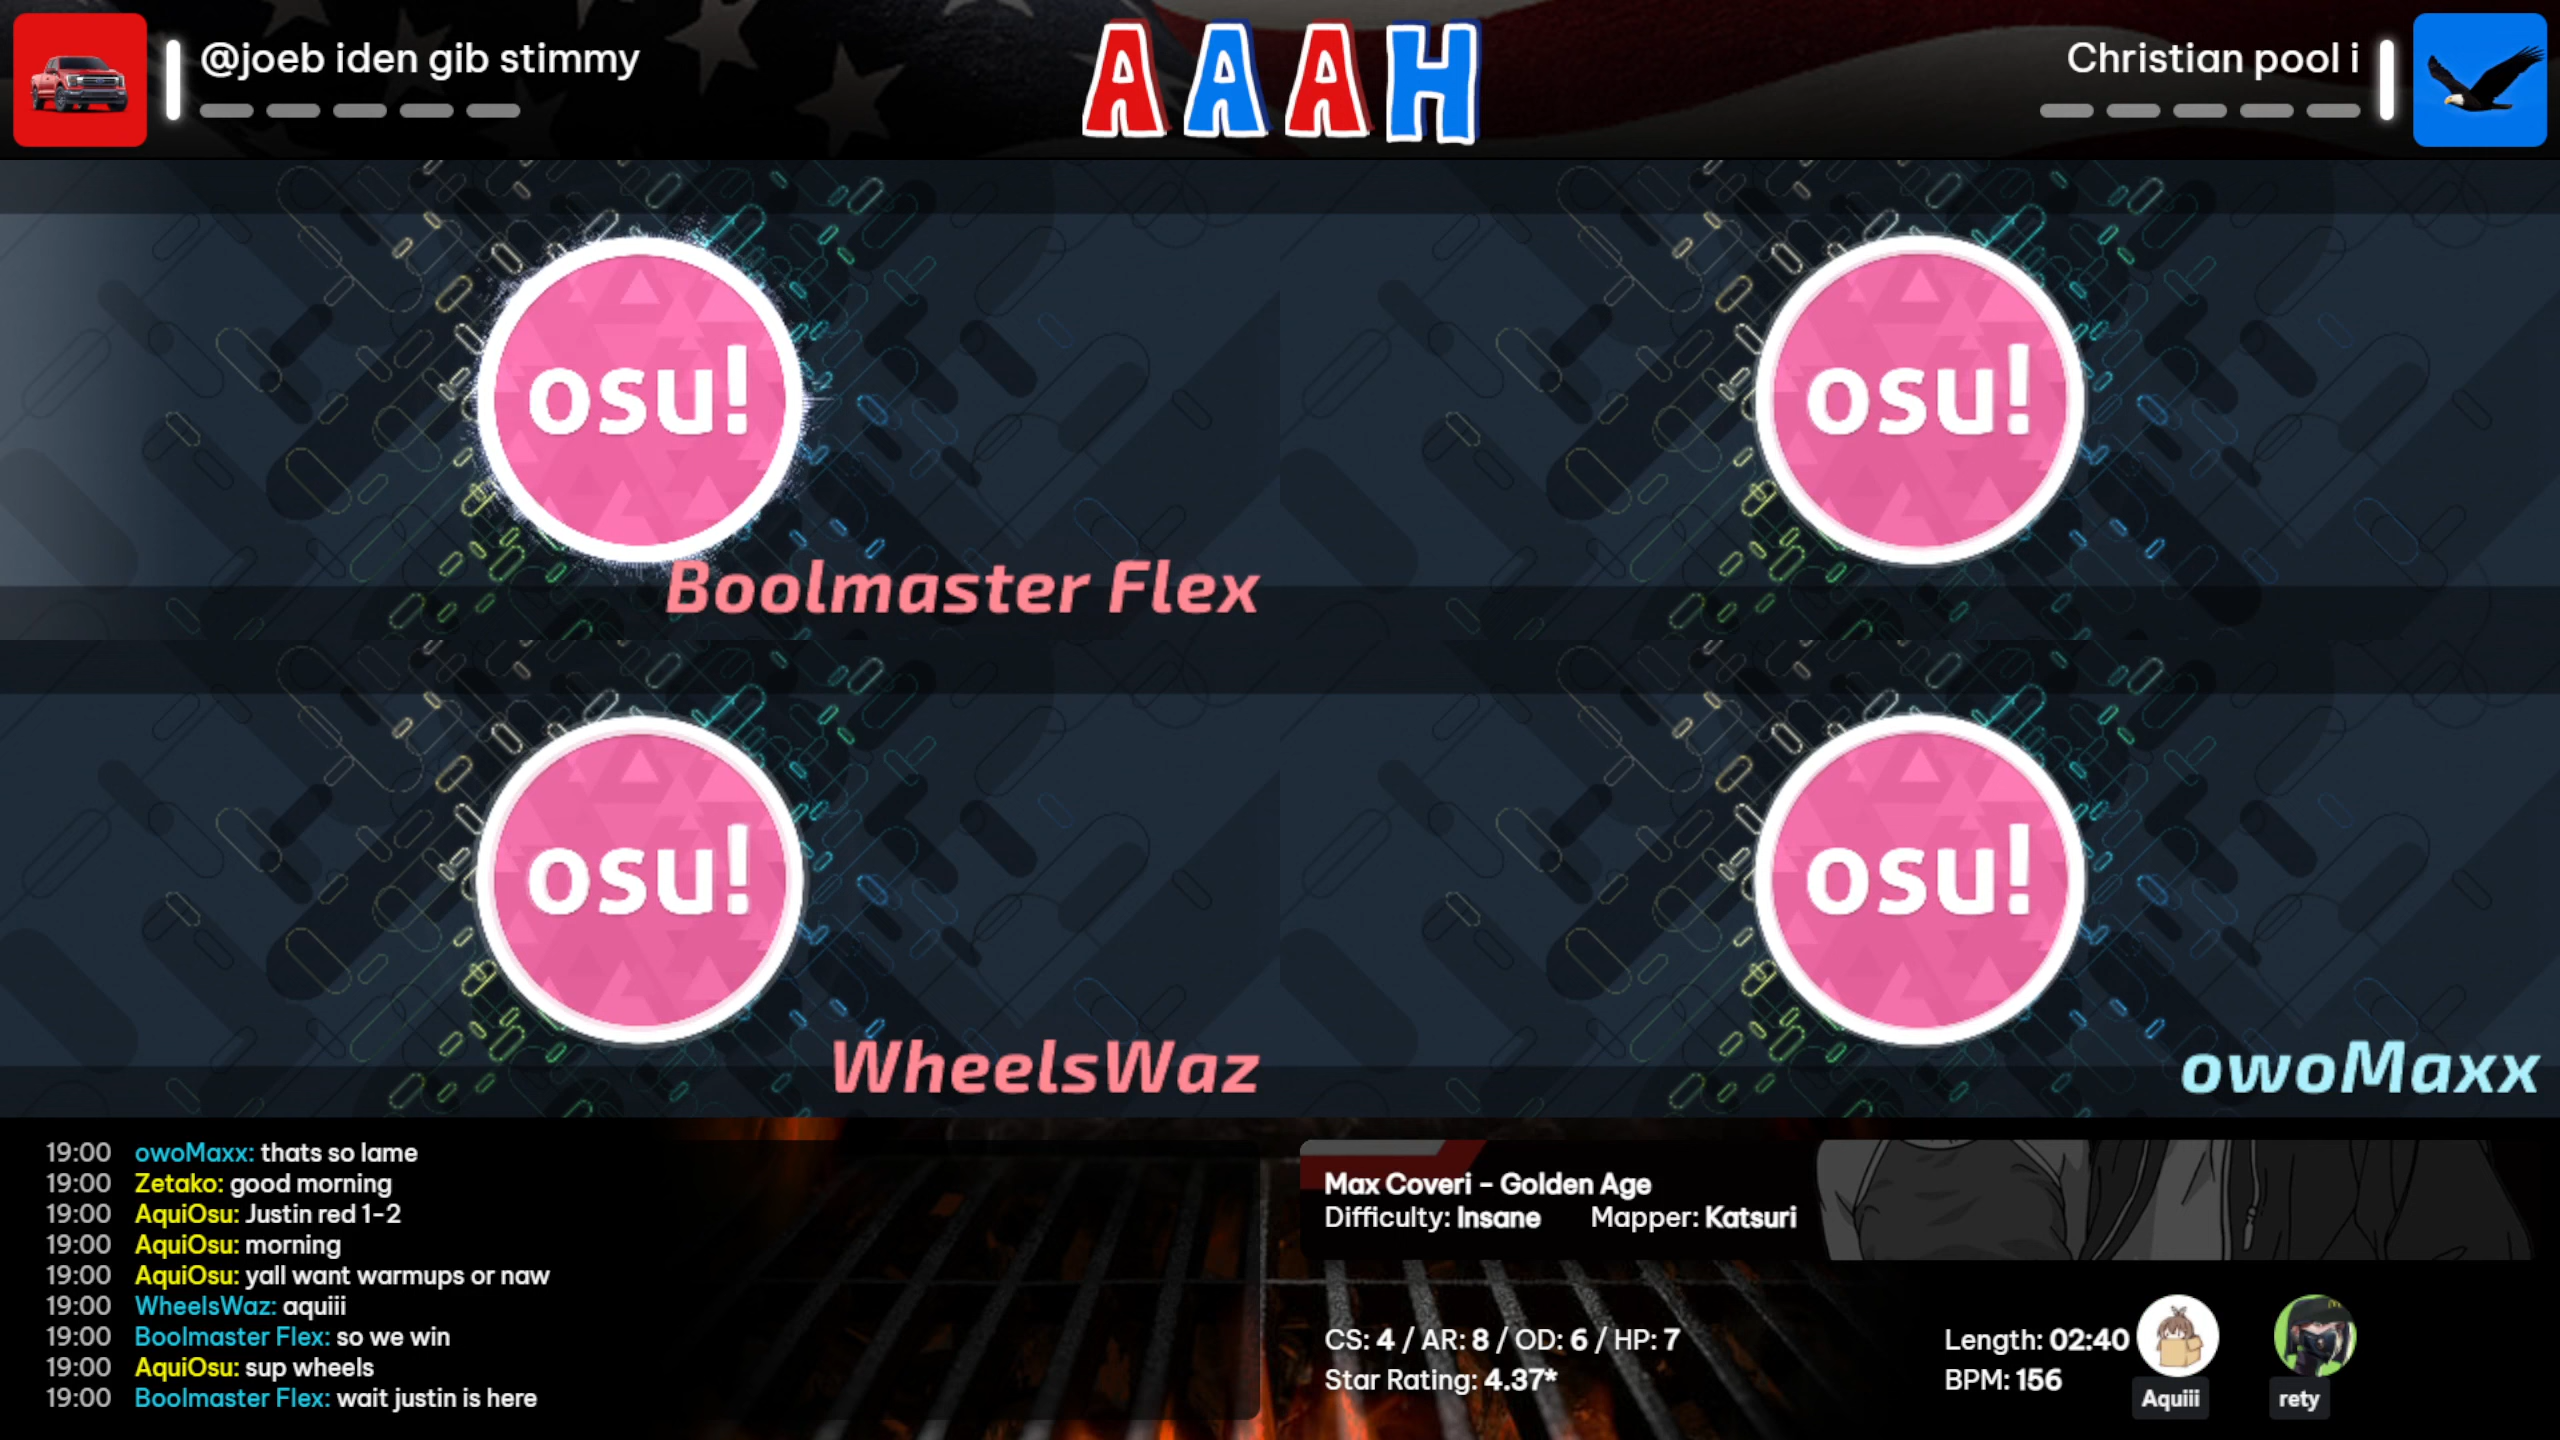 @joeb iden gib stimmy
AAAH
Christian pool i
osu!
osu!
Boolmaster Flex
osu!
osu!
WheelsWaz
owoMaxx
19:00 owoMaxx: thats so lame
19:00 Zetako: good morning
19:00 AquiOsu: Justin red 1-2
19:00 AquiOsu: morning
19:00 AquiOsu: yall want warmups or naw
19:00 WheelsWaz: aquiii
19:00 Boolmaster Flex: so we win
19:00 AquiOsu: sup wheels
19:00 Boolmaster Flex: wait justin is here
Max Coveri - Golden Age
Difficulty: Insane Mapper: Katsuri
CS: 4 / AR: 8 / OD: 6 / HP: 7
Star Rating: 4.37*
Length: 02:40
BPM: 156
Aquiii
rety